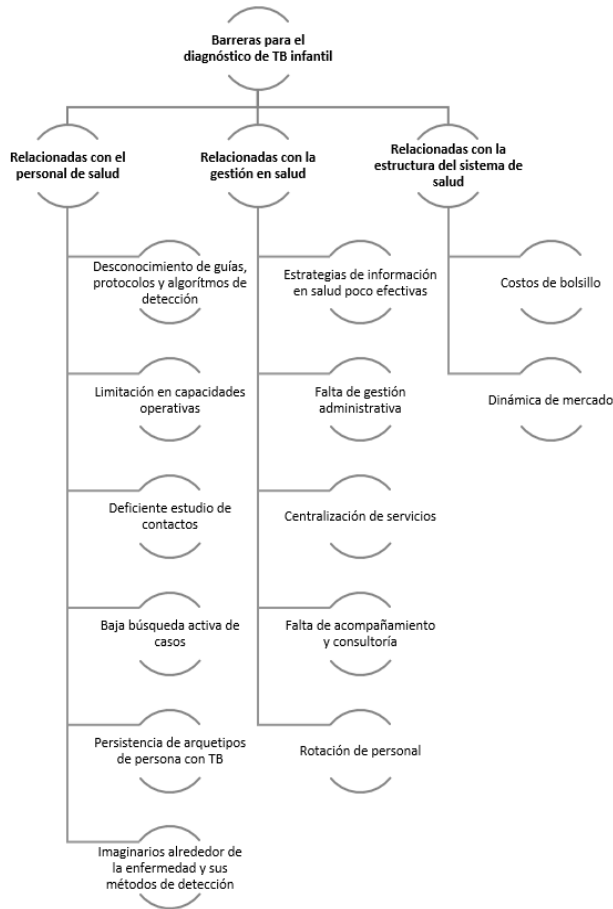 Barreras para el
diagnóstico de TB infantil
Relacionadas con el
personal de salud
Relacionadas con la
gestión en salud
Relacionadas con la
estructura del sistema de
salud
Desconocimiento de guías,
protocolos y algorítmos de
detección
Limitación en capacidades
operativas
Deficiente estudio de
contactos
Baja búsqueda activa de
casos
Persistencia de arquetipos
de persona con TB
Imaginarios alrededor de
la enfermedad y sus
métodos de detección
Estrategias de información
en salud poco efectivas
Falta de gestión
administrativa
Centralización de servicios
Falta de acompañamiento
y consultoría
Rotación de personal
Costos de bolsillo
Dinámica de mercado